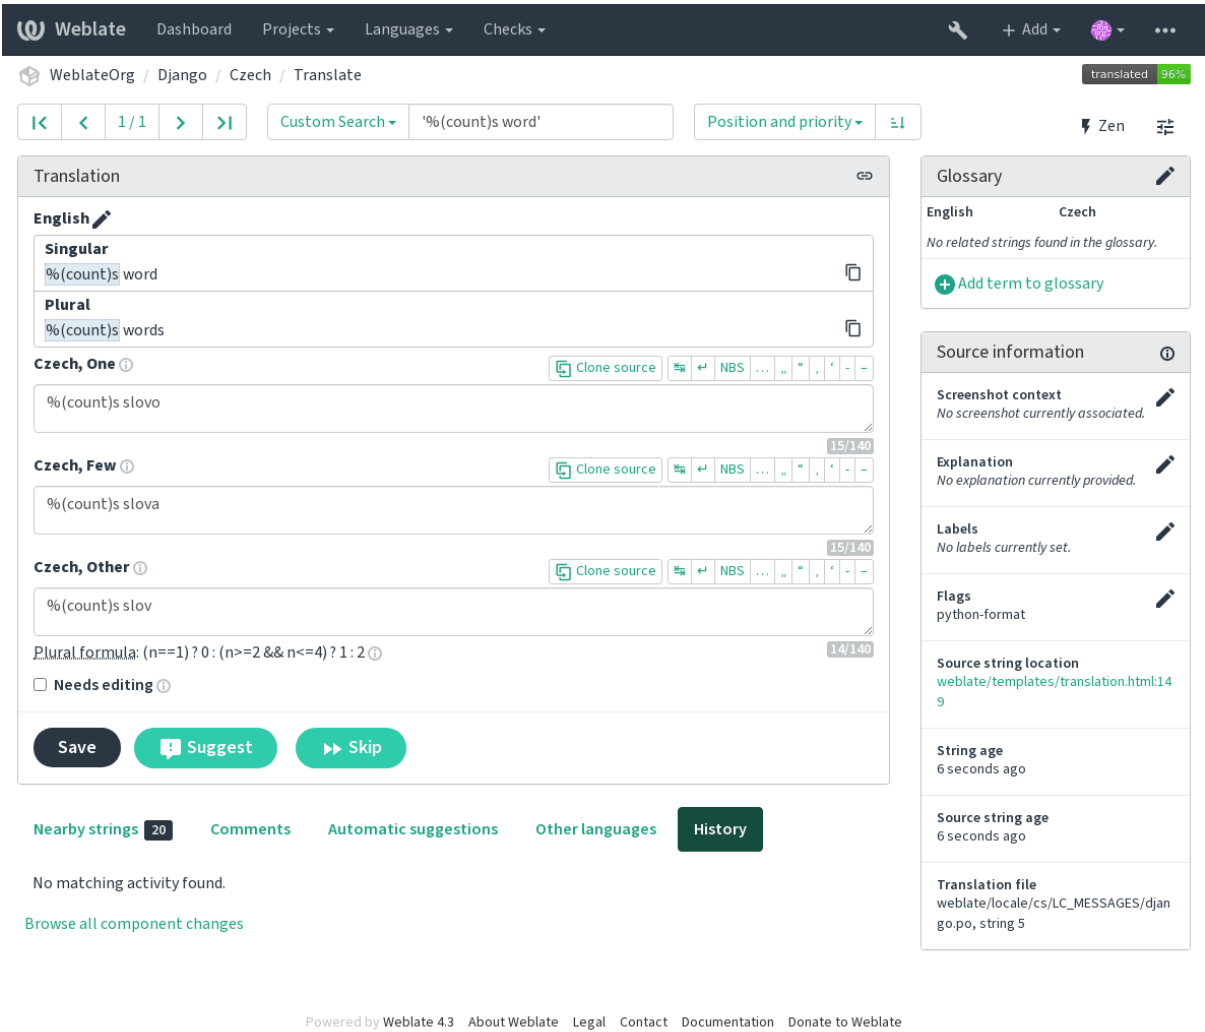 Weblate Dashboard Projects Languages Checks Add
WeblateOrg / Django / Czech / Translate translated 96%
1 / 1 Custom Search '%(count)s word' Position and priority Zen
Translation
English
Singular
%(count)s word
Plural
%(count)s words
Czech, One Clone source ↹ ↵ NBS … „ “ ‚ ‘ - –
%(count)s slovo
15/140
Czech, Few Clone source ↹ ↵ NBS … „ “ ‚ ‘ - –
%(count)s slova
15/140
Czech, Other Clone source ↹ ↵ NBS … „ “ ‚ ‘ - –
%(count)s slov
14/140
Plural formula: (n==1) ? 0 : (n>=2 && n<=4) ? 1 : 2
Needs editing
Save Suggest Skip
Nearby strings 20 Comments Automatic suggestions Other languages History
No matching activity found.
Browse all component changes
Glossary
English Czech
No related strings found in the glossary.
Add term to glossary
Source information
Screenshot context
No screenshot currently associated.
Explanation
No explanation currently provided.
Labels
No labels currently set.
Flags
python-format
Source string location
weblate/templates/translation.html:14
9
String age
6 seconds ago
Source string age
6 seconds ago
Translation file
weblate/locale/cs/LC_MESSAGES/djan
go.po, string 5
Powered by Weblate 4.3 About Weblate Legal Contact Documentation Donate to Weblate